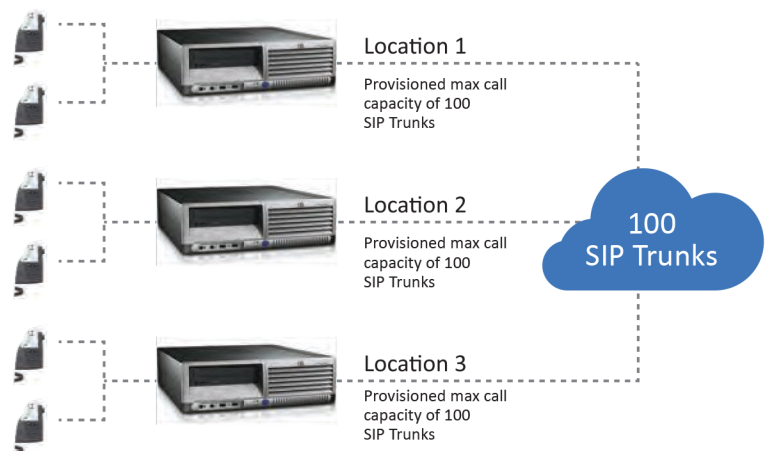 Location 1
Provisioned max call
capacity of 100
SIP Trunks
Location 2
Provisioned max call
capacity of 100
SIP Trunks
Location 3
Provisioned max call
capacity of 100
SIP Trunks
100
SIP Trunks